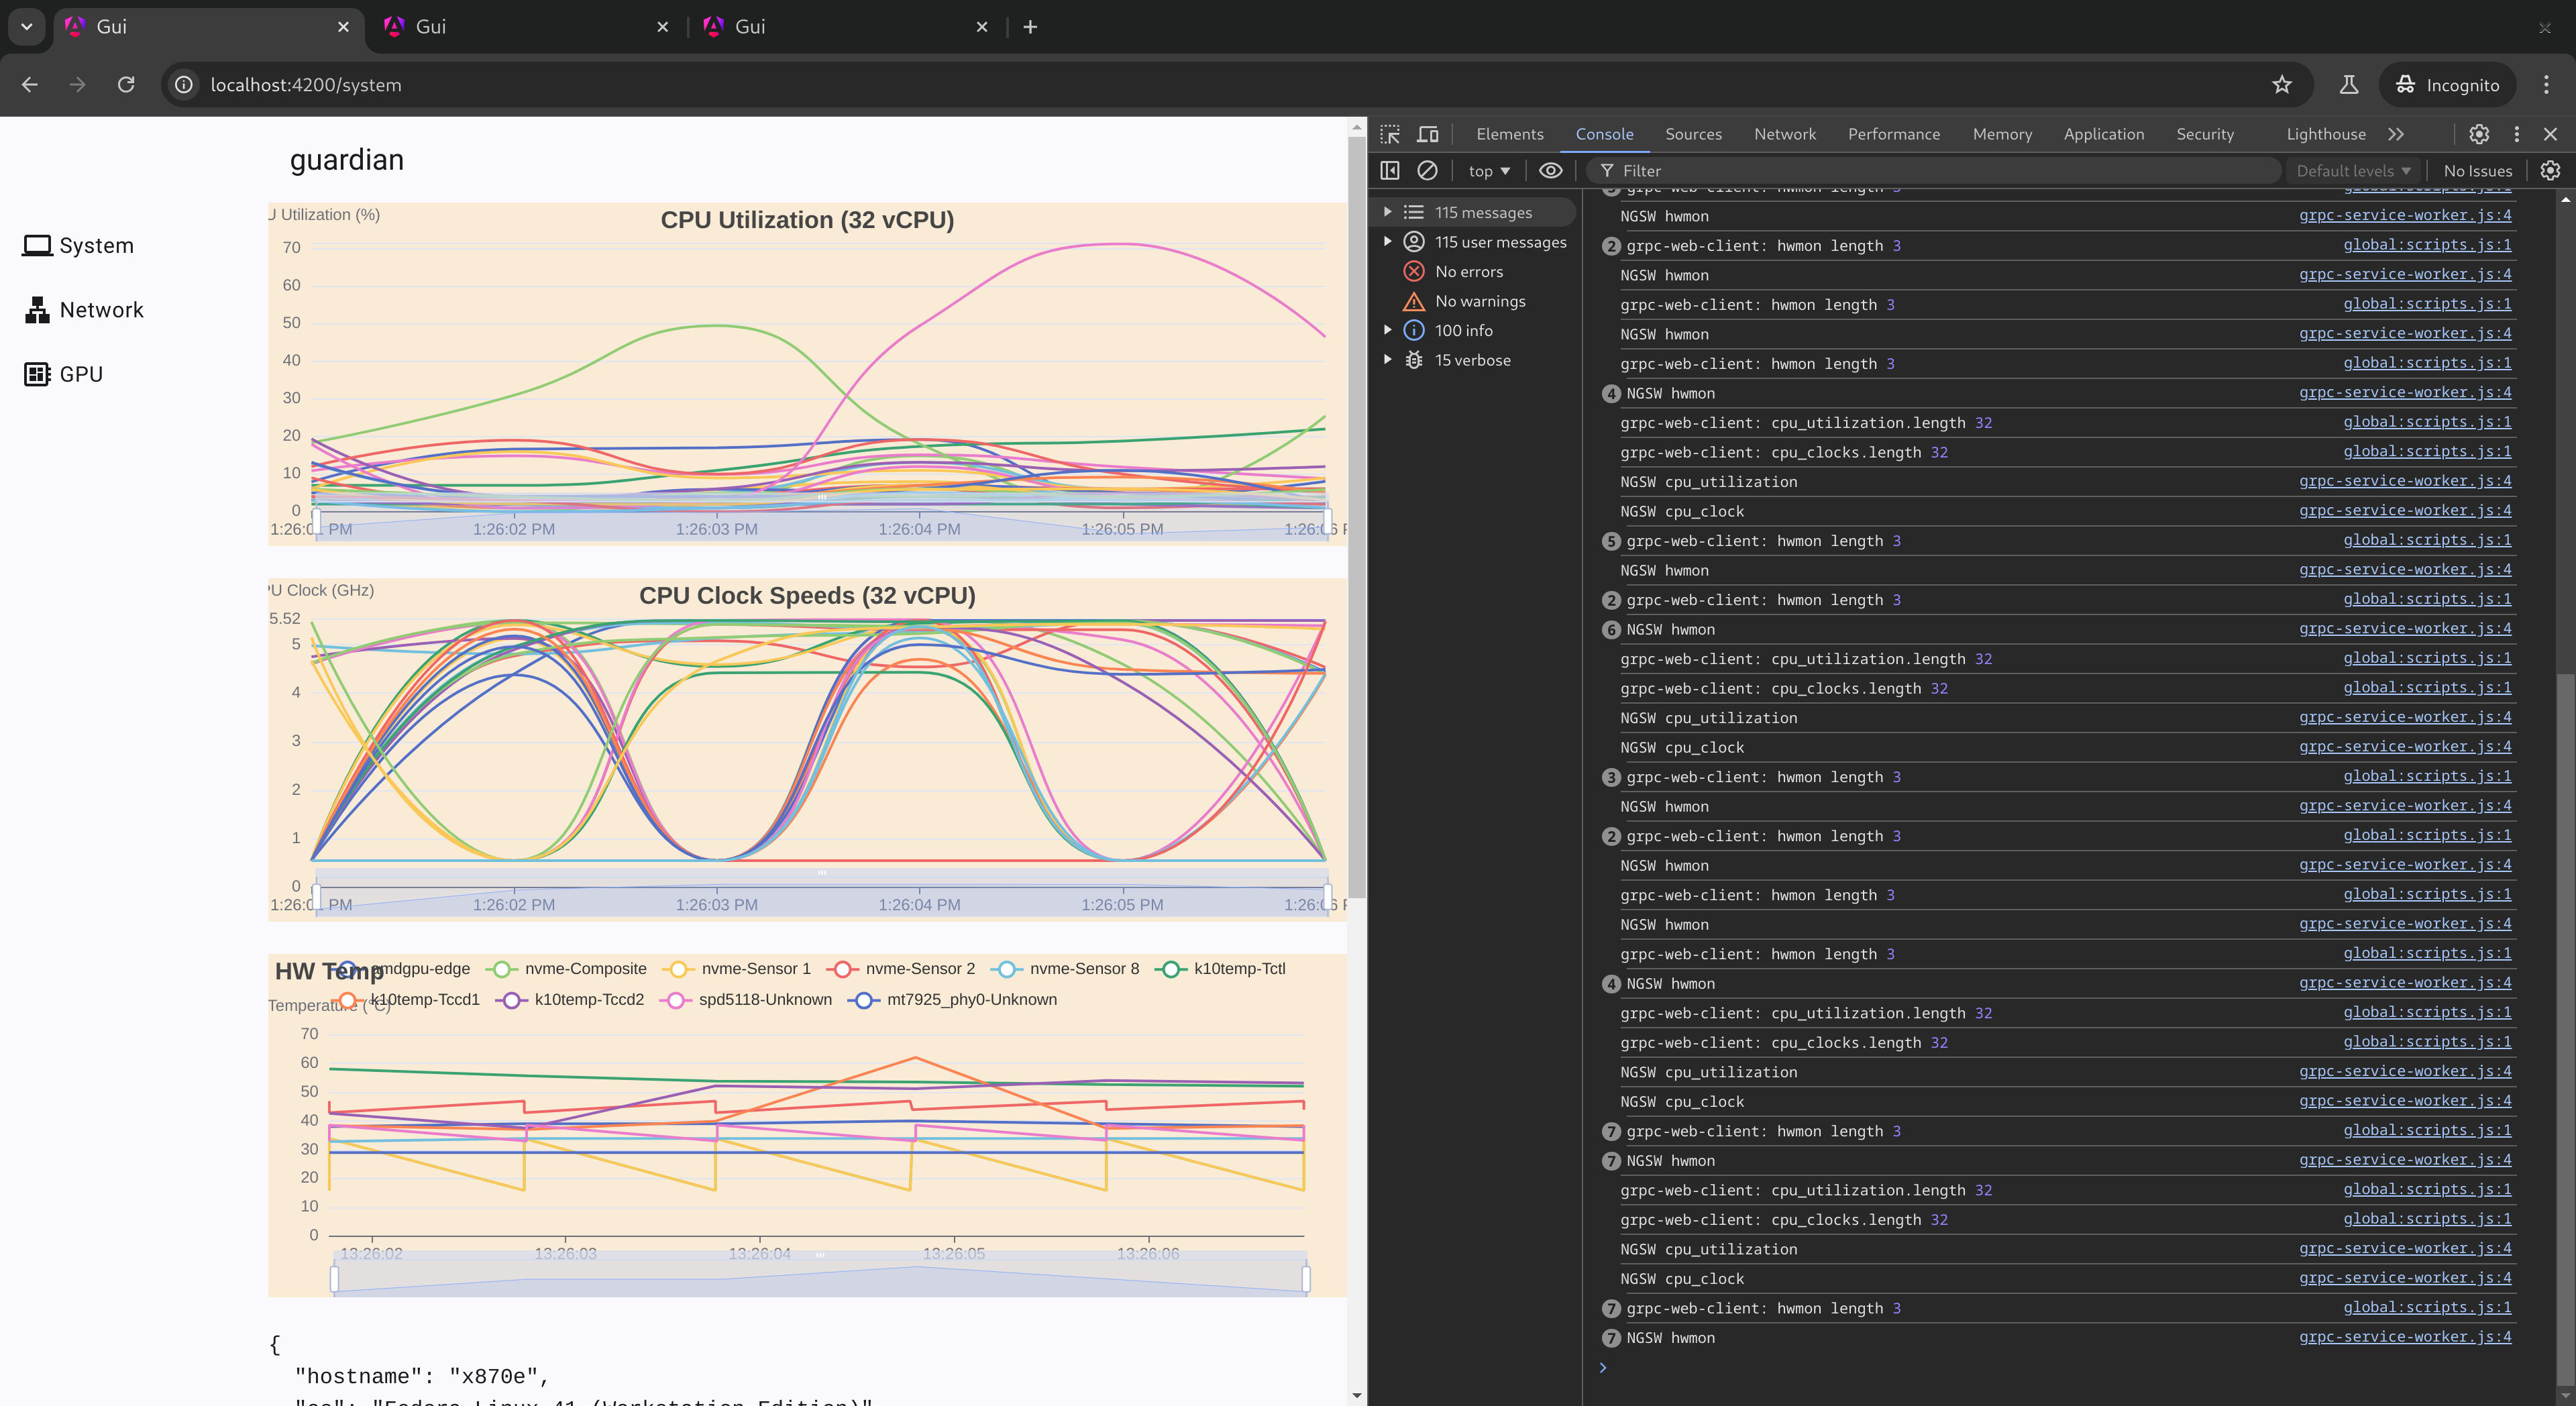 Gui
Gui
Gui
localhost:4200/system
Incognito
guardian
System
Network
GPU
U Utilization (%)
CPU Utilization (32 vCPU)
70
60
50
40
30
20
10
0
1:26:01 PM
1:26:02 PM
1:26:03 PM
1:26:04 PM
1:26:05 PM
1:26:06 P
PU Clock (GHz)
CPU Clock Speeds (32 vCPU)
5.52
5
4
3
2
1
0
1:26:01 PM
1:26:02 PM
1:26:03 PM
1:26:04 PM
1:26:05 PM
1:26:06 P
HW Temp
amdgpu-edge
nvme-Composite
nvme-Sensor 1
nvme-Sensor 2
nvme-Sensor 8
k10temp-Tctl
k10temp-Tccd1
k10temp-Tccd2
spd5118-Unknown
mt7925_phy0-Unknown
Temperature (°C)
70
60
50
40
30
20
10
0
13:26:02
13:26:03
13:26:04
13:26:05
13:26:06
{
"hostname": "x870e",
"os": "Fedora Linux 41 (Workstation Edition)"
Elements
Console
Sources
Network
Performance
Memory
Application
Security
Lighthouse
top
Filter
Default levels
No Issues
115 messages
115 user messages
No errors
No warnings
100 info
15 verbose
grpc-web-client: hwmon length 3 global:scripts.js:1
NGSW hwmon grpc-service-worker.js:4
2 grpc-web-client: hwmon length 3 global:scripts.js:1
NGSW hwmon grpc-service-worker.js:4
grpc-web-client: hwmon length 3 global:scripts.js:1
NGSW hwmon grpc-service-worker.js:4
grpc-web-client: hwmon length 3 global:scripts.js:1
4 NGSW hwmon grpc-service-worker.js:4
grpc-web-client: cpu_utilization.length 32 global:scripts.js:1
grpc-web-client: cpu_clocks.length 32 global:scripts.js:1
NGSW cpu_utilization grpc-service-worker.js:4
NGSW cpu_clock grpc-service-worker.js:4
5 grpc-web-client: hwmon length 3 global:scripts.js:1
NGSW hwmon grpc-service-worker.js:4
2 grpc-web-client: hwmon length 3 global:scripts.js:1
6 NGSW hwmon grpc-service-worker.js:4
grpc-web-client: cpu_utilization.length 32 global:scripts.js:1
grpc-web-client: cpu_clocks.length 32 global:scripts.js:1
NGSW cpu_utilization grpc-service-worker.js:4
NGSW cpu_clock grpc-service-worker.js:4
3 grpc-web-client: hwmon length 3 global:scripts.js:1
NGSW hwmon grpc-service-worker.js:4
2 grpc-web-client: hwmon length 3 global:scripts.js:1
NGSW hwmon grpc-service-worker.js:4
grpc-web-client: hwmon length 3 global:scripts.js:1
NGSW hwmon grpc-service-worker.js:4
grpc-web-client: hwmon length 3 global:scripts.js:1
4 NGSW hwmon grpc-service-worker.js:4
grpc-web-client: cpu_utilization.length 32 global:scripts.js:1
grpc-web-client: cpu_clocks.length 32 global:scripts.js:1
NGSW cpu_utilization grpc-service-worker.js:4
NGSW cpu_clock grpc-service-worker.js:4
7 grpc-web-client: hwmon length 3 global:scripts.js:1
7 NGSW hwmon grpc-service-worker.js:4
grpc-web-client: cpu_utilization.length 32 global:scripts.js:1
grpc-web-client: cpu_clocks.length 32 global:scripts.js:1
NGSW cpu_utilization grpc-service-worker.js:4
NGSW cpu_clock grpc-service-worker.js:4
7 grpc-web-client: hwmon length 3 global:scripts.js:1
7 NGSW hwmon grpc-service-worker.js:4